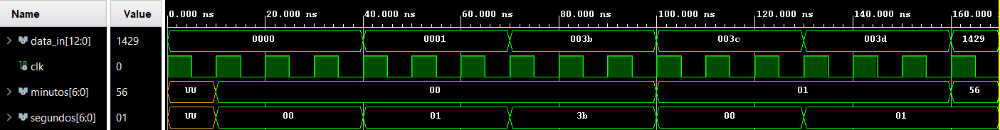 Name Value 0.000 ns 20.000 ns 40.000 ns 60.000 ns 80.000 ns 100.000 ns 120.000 ns 140.000 ns 160.000
data_in[12:0] 1429 0000 0001 003b 003c 003d 1429
clk 0
minutos[6:0] 56 UU 00 01 56
segundos[6:0] 01 UU 00 01 3b 00 01